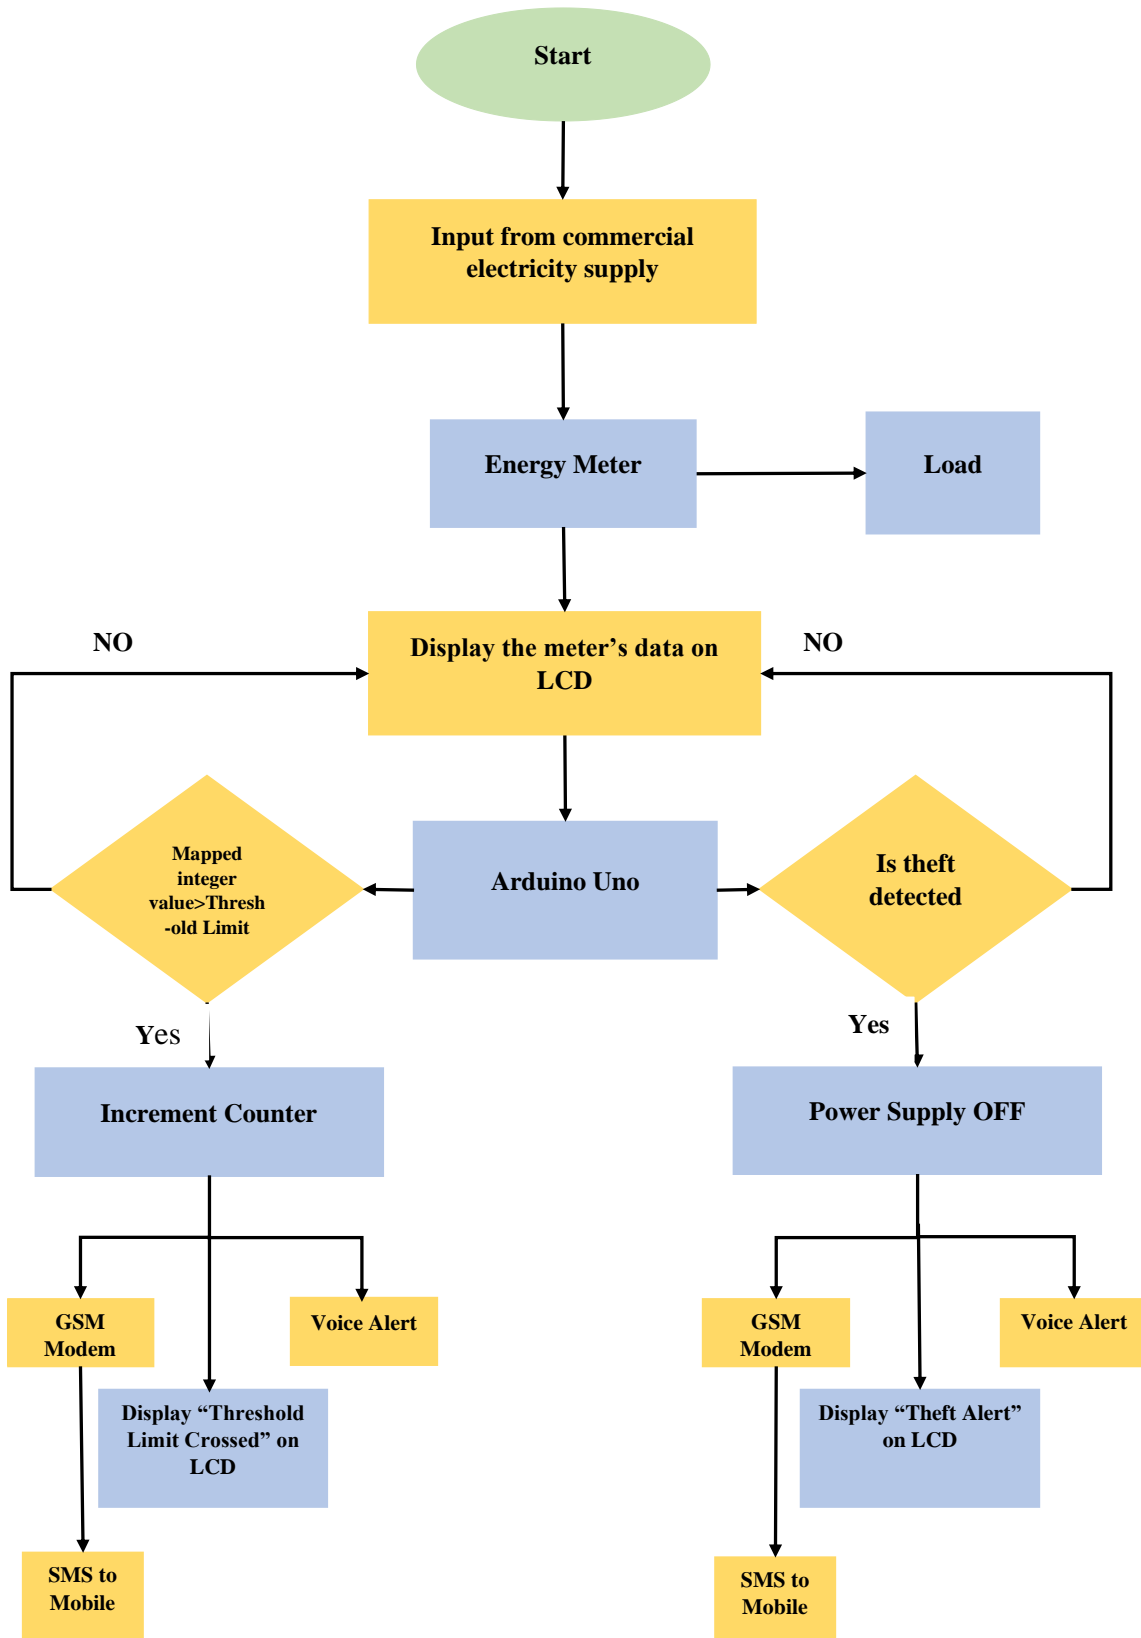 Start
Input from commercial
electricity supply
Energy Meter
Load
NO
Display the meter’s data on
LCD
NO
Mapped
integer
value>Thresh
-old Limit
Arduino Uno
Is theft
detected
Yes
Yes
Increment Counter
Power Supply OFF
GSM
Modem
Voice Alert
GSM
Modem
Voice Alert
Display “Threshold
Limit Crossed” on
LCD
Display “Theft Alert”
on LCD
SMS to
Mobile
SMS to
Mobile